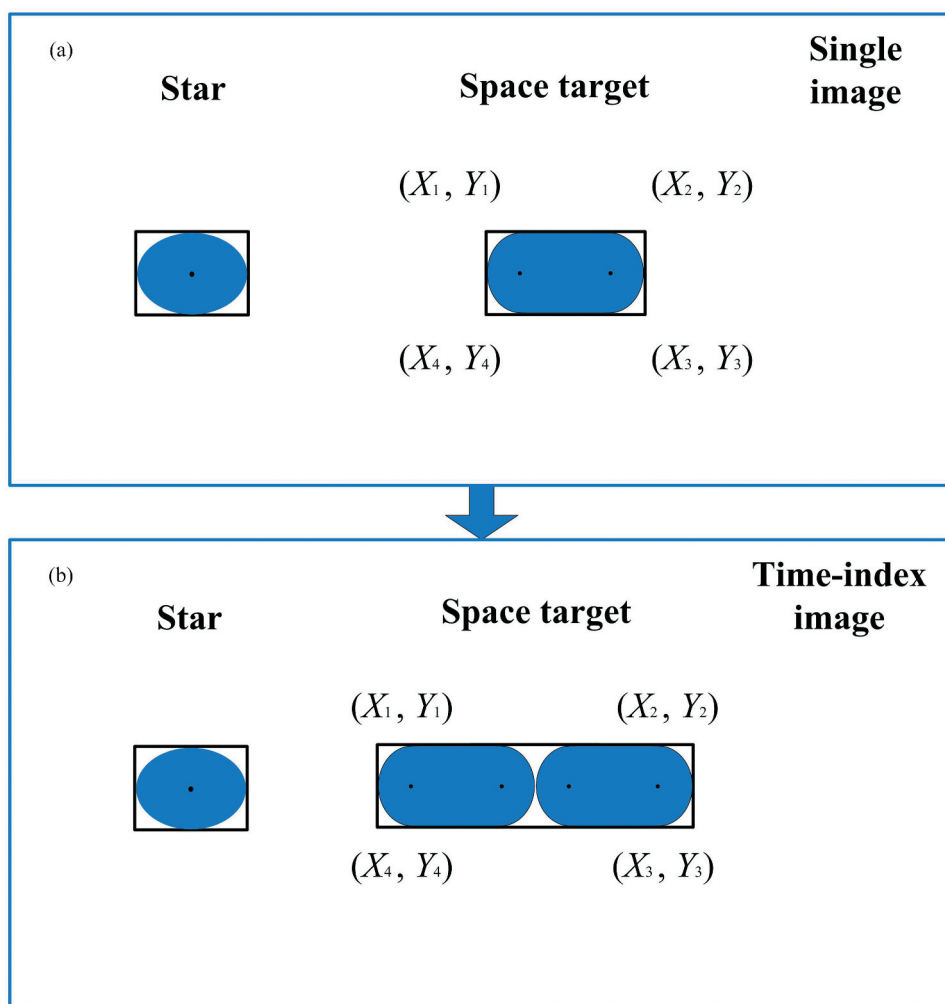 (a)
Single
image
Star
Space target
(X₁, Y₁)
(X₂, Y₂)
(X₄, Y₄)
(X₃, Y₃)
(b)
Time-index
image
Star
Space target
(X₁, Y₁)
(X₂, Y₂)
(X₄, Y₄)
(X₃, Y₃)